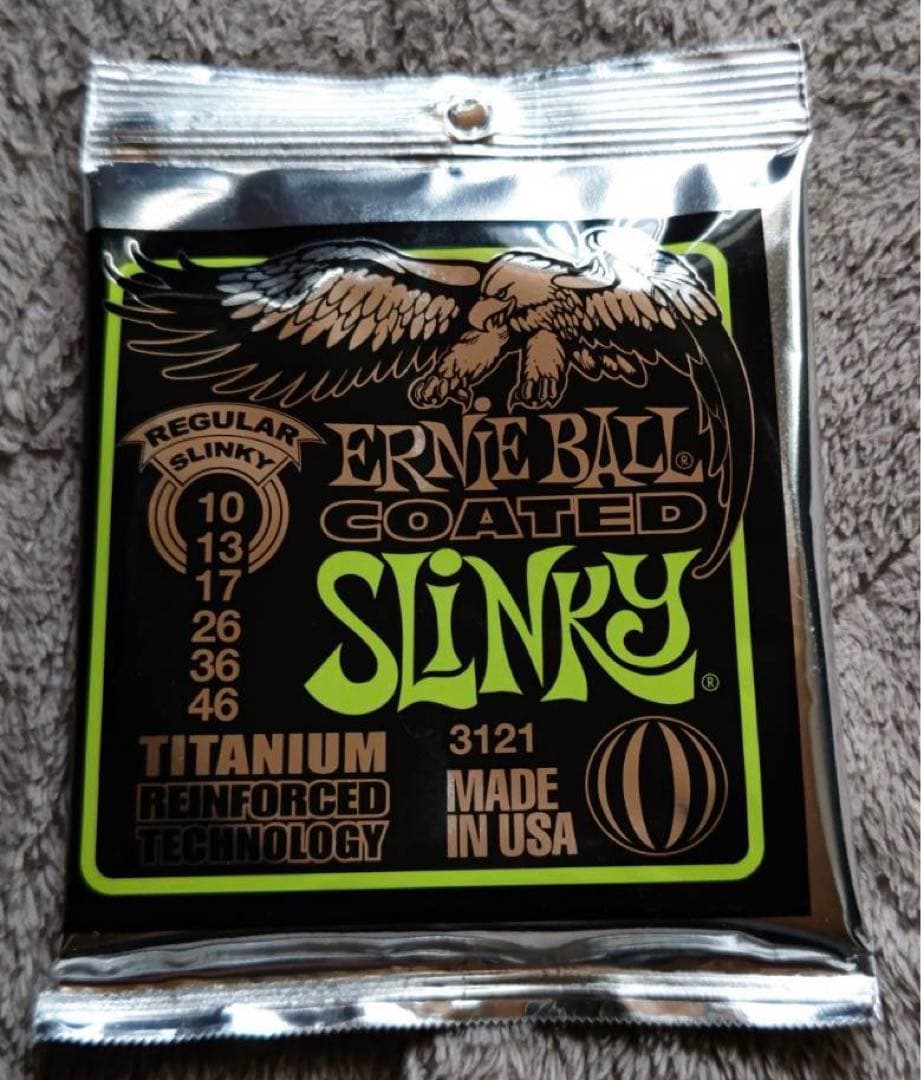 REGULAR
SLINKY
10
13
17
26
36
46
ERNIE BALL®
COATED
SLINKY®
TITANIUM
REINFORCED
TECHNOLOGY
3121
MADE
IN USA